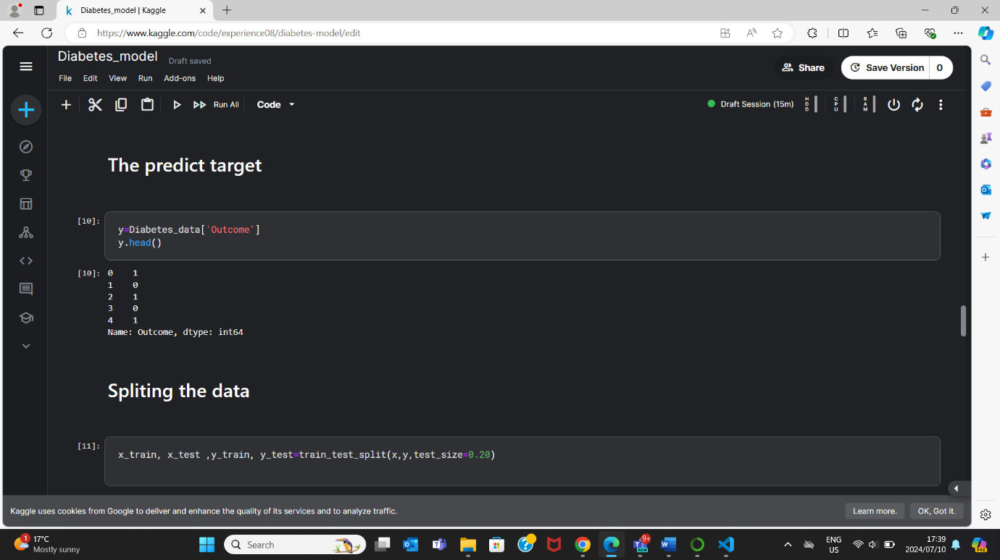 Diabetes_model | Kaggle
https://www.kaggle.com/code/experience08/diabetes-model/edit
Diabetes_model Draft saved
Share
Save Version 0
File Edit View Run Add-ons Help
Run All Code
Draft Session (15m) HDD CPU RAM
The predict target
[10]:
y=Diabetes_data['Outcome']
y.head()
[10]: 0 1
1 0
2 1
3 0
4 1
Name: Outcome, dtype: int64
Spliting the data
[11]:
x_train, x_test ,y_train, y_test=train_test_split(x,y,test_size=0.20)
Kaggle uses cookies from Google to deliver and enhance the quality of its services and to analyze traffic.
Learn more. OK, Got it.
1
17°C
Mostly sunny
Search
9+
NEW
ENG
US
17:39
2024/07/10
PRE